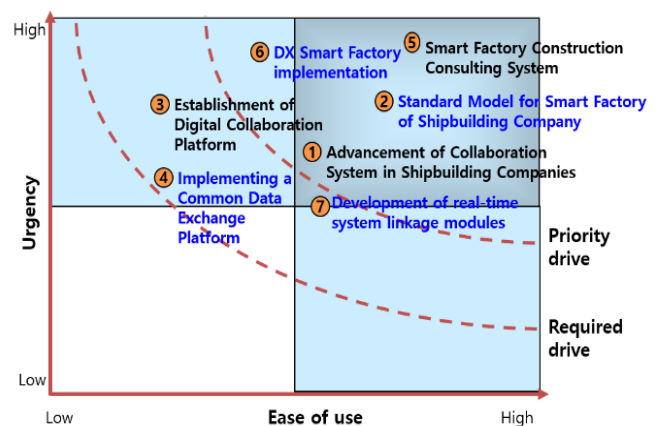 High
Urgency
Low
6 DX Smart Factory
implementation
5 Smart Factory Construction
Consulting System
3 Establishment of
Digital Collaboration
Platform
2 Standard Model for Smart Factory
of Shipbuilding Company
1 Advancement of Collaboration
System in Shipbuilding Companies
4 Implementing a
Common Data
Exchange
Platform
7 Development of real-time
system linkage modules
Priority
drive
Required
drive
Low
Ease of use
High